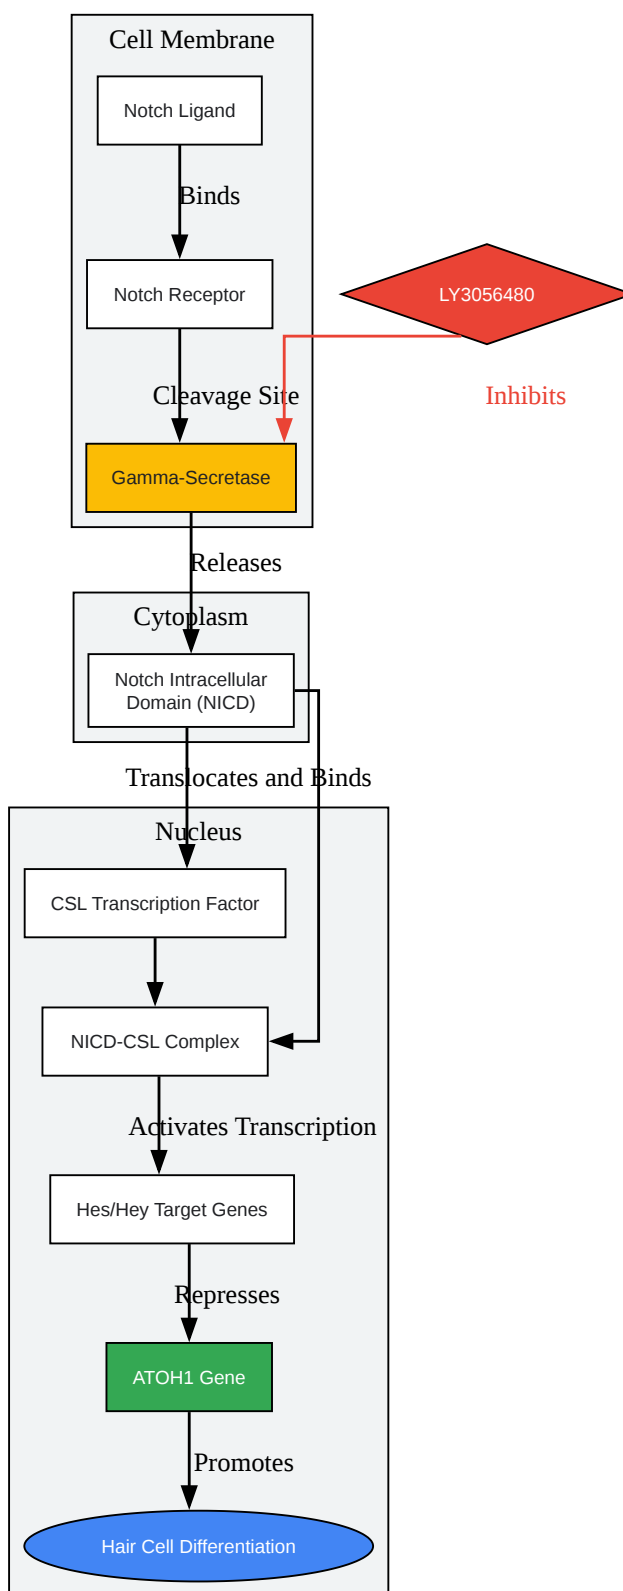 Cell Membrane
Notch Ligand
Binds
Notch Receptor
LY3056480
Cleavage Site
Inhibits
Gamma-Secretase
Releases
Cytoplasm
Notch Intracellular
Domain (NICD)
Translocates and Binds
Nucleus
CSL Transcription Factor
NICD-CSL Complex
Activates Transcription
Hes/Hey Target Genes
Represses
ATOH1 Gene
Promotes
Hair Cell Differentiation